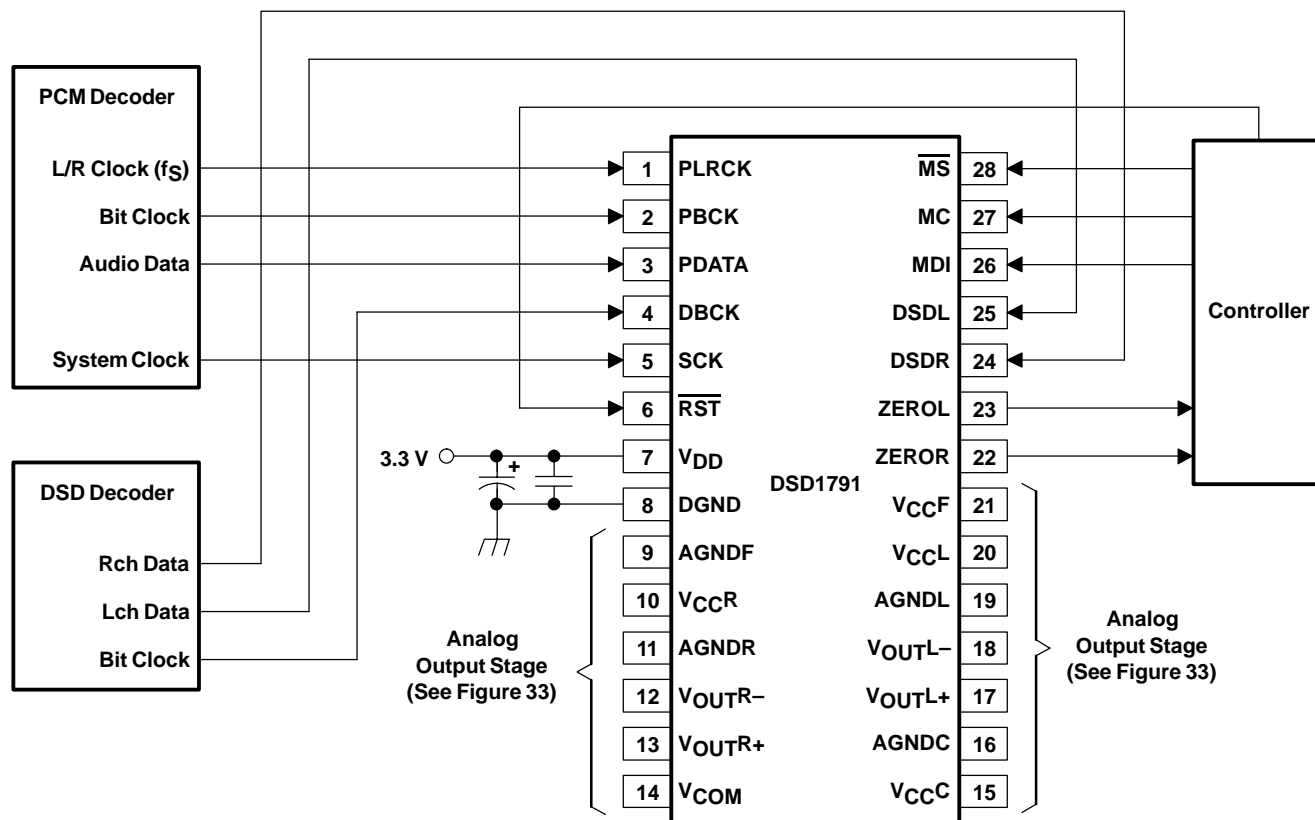 PCM Decoder
L/R Clock (fS)
Bit Clock
Audio Data
System Clock
DSD Decoder
Rch Data
Lch Data
Bit Clock
3.3 V
+
Analog
Output Stage
(See Figure 33)
1 PLRCK
2 PBCK
3 PDATA
4 DBCK
5 SCK
6 R̅S̅T̅
7 VDD
8 DGND
9 AGNDF
10 VCCR
11 AGNDR
12 VOUTR–
13 VOUTR+
14 VCOM
DSD1791
M̅S̅ 28
MC 27
MDI 26
DSDL 25
DSDR 24
ZEROL 23
ZEROR 22
VCCF 21
VCCL 20
AGNDL 19
VOUTL– 18
VOUTL+ 17
AGNDC 16
VCCC 15
Analog
Output Stage
(See Figure 33)
Controller